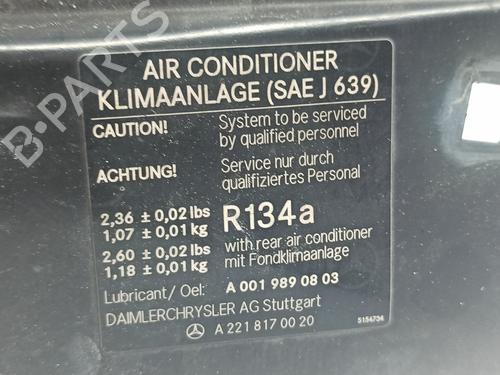 B-PARTS
AIR CONDITIONER
KLIMAANLAGE (SAE J 639)
CAUTION! System to be serviced
by qualified personnel
ACHTUNG! Service nur durch
qualifiziertes Personal
2,36 ± 0,02 lbs
1,07 ± 0,01 kg
R134a
2,60 ± 0,02 lbs with rear air conditioner
1,18 ± 0,01 kg mit Fondklimaanlage
Lubricant/ Oel: A 001 989 08 03
DAIMLERCHRYSLER AG Stuttgart
A 221 817 00 20
5154734